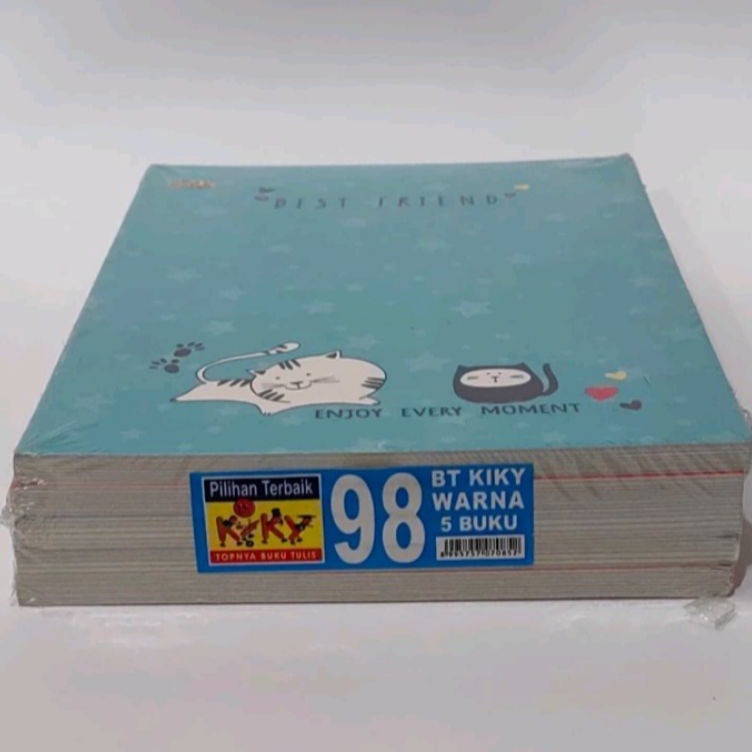 "BEST FRIEND"
ENJOY EVERY MOMENT
Pilihan Terbaik
KiKY
TOPNYA BUKU TULIS
98
BT KIKY
WARNA
5 BUKU